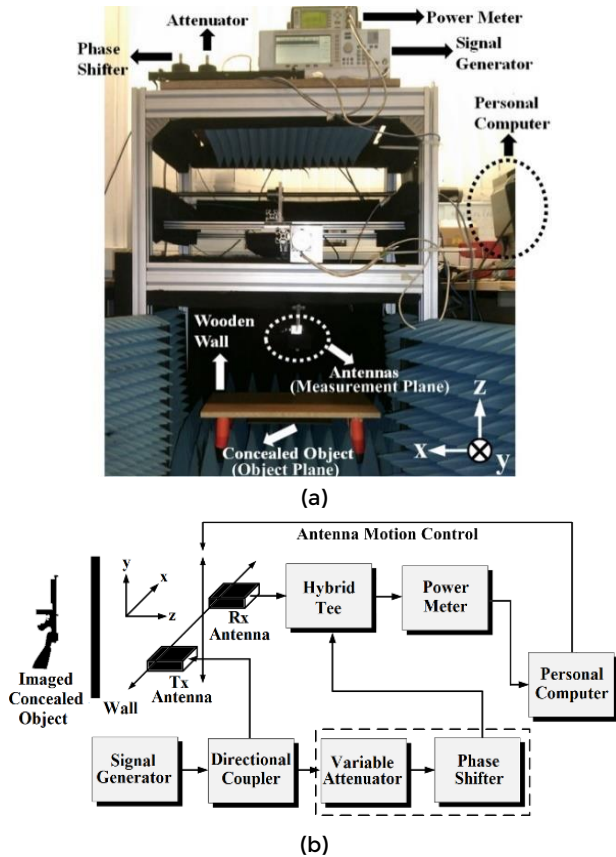 Attenuator
Power Meter
Phase
Shifter
Signal
Generator
Personal
Computer
Wooden
Wall
Antennas
(Measurement Plane)
Concealed Object
(Object Plane)
z
x
y
(a)
Antenna Motion Control
y
x
z
Rx
Antenna
Hybrid
Tee
Power
Meter
Imaged
Concealed
Object
Wall
Tx
Antenna
Personal
Computer
Signal
Generator
Directional
Coupler
Variable
Attenuator
Phase
Shifter
(b)